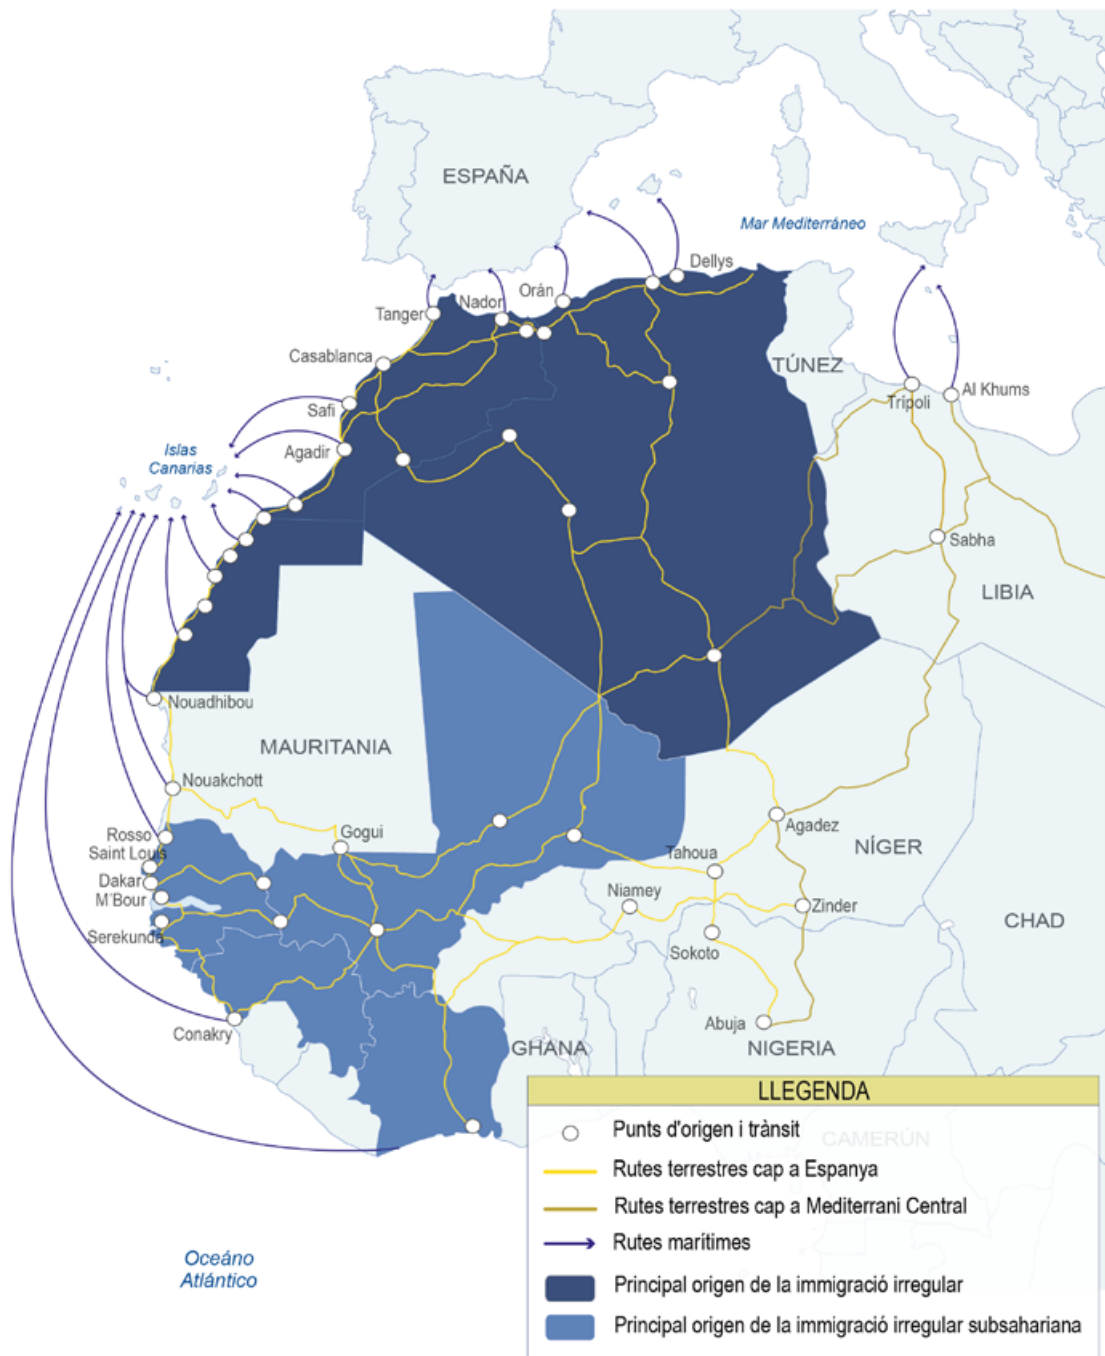 ESPAÑA
Mar Mediterráneo
Dellys
Orán
Nador
Tanger
Casablanca
TÚNEZ
Trípoli
Al Khums
Safi
Agadir
Islas
Canarias
Sabha
LIBIA
Nouadhibou
MAURITANIA
Nouakchott
Rosso
Saint Louis
Dakar
M´Bour
Serekunda
Gogui
Agadez
NÍGER
Tahoua
Niamey
Zinder
CHAD
Sokoto
Abuja
NIGERIA
Conakry
GHANA
CAMERÚN
LLEGENDA
Punts d'origen i trànsit
Rutes terrestres cap a Espanya
Rutes terrestres cap a Mediterrani Central
Rutes marítimes
Principal origen de la immigració irregular
Principal origen de la immigració irregular subsahariana
Oceáno
Atlántico